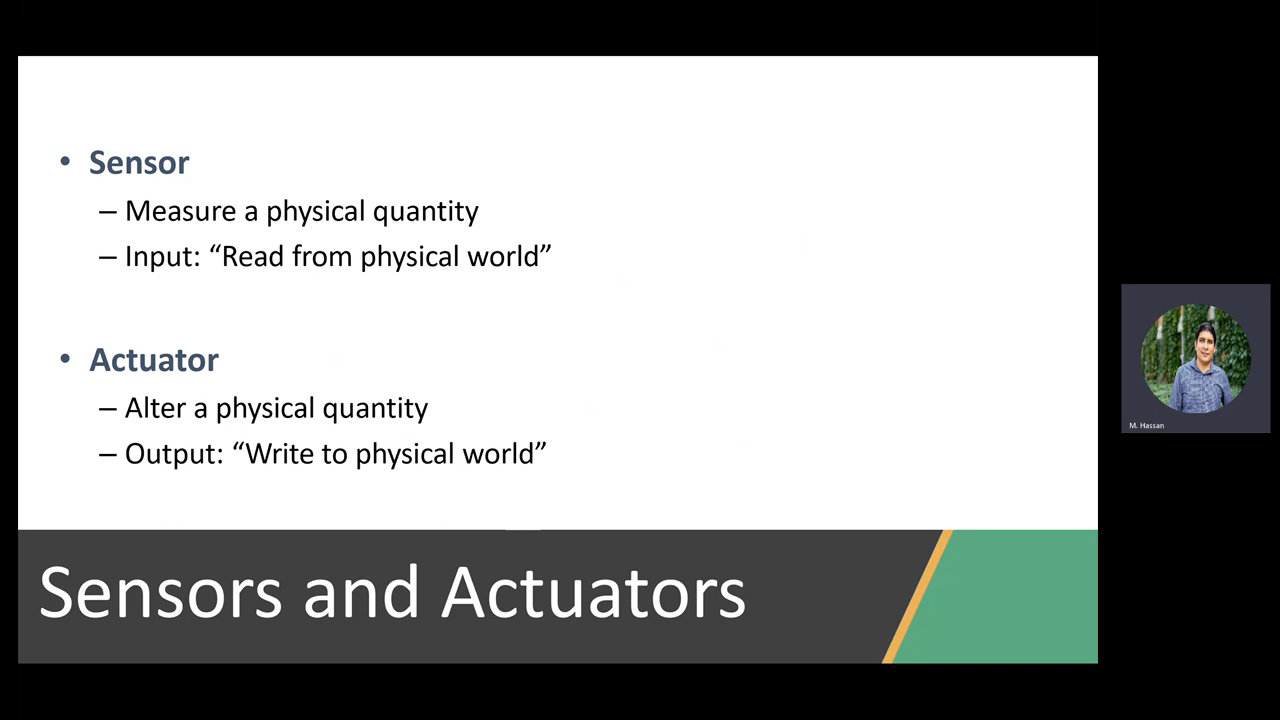 • Sensor
– Measure a physical quantity
– Input: “Read from physical world”
• Actuator
– Alter a physical quantity
– Output: “Write to physical world”
Sensors and Actuators
M. Hassan